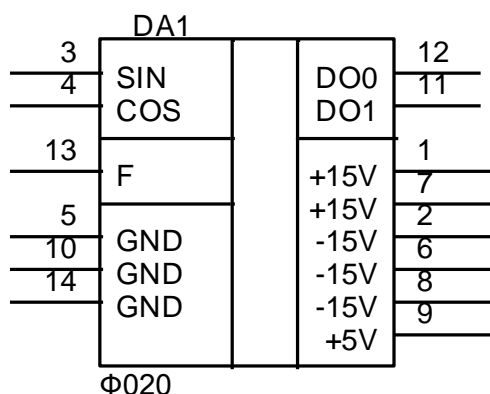 DA1
3 SIN DO0 12
4 COS DO1 11
13 F +15V 1
+15V 7
5 GND -15V 2
10 GND -15V 6
14 GND -15V 8
+5V 9
Ф020